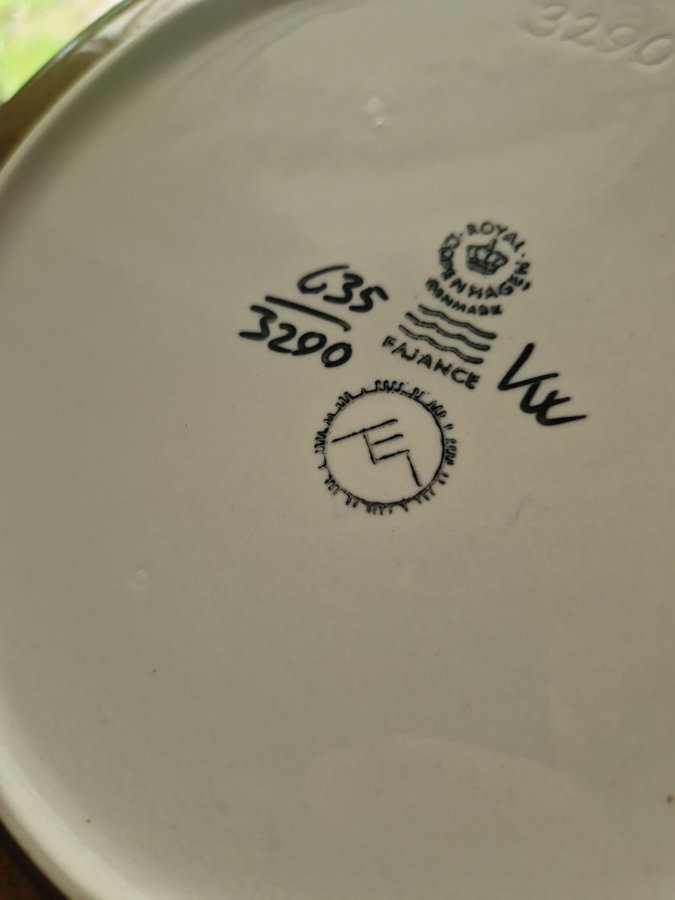 3290
ROYAL COPENHAGEN
DENMARK
FAJANCE
635
3290